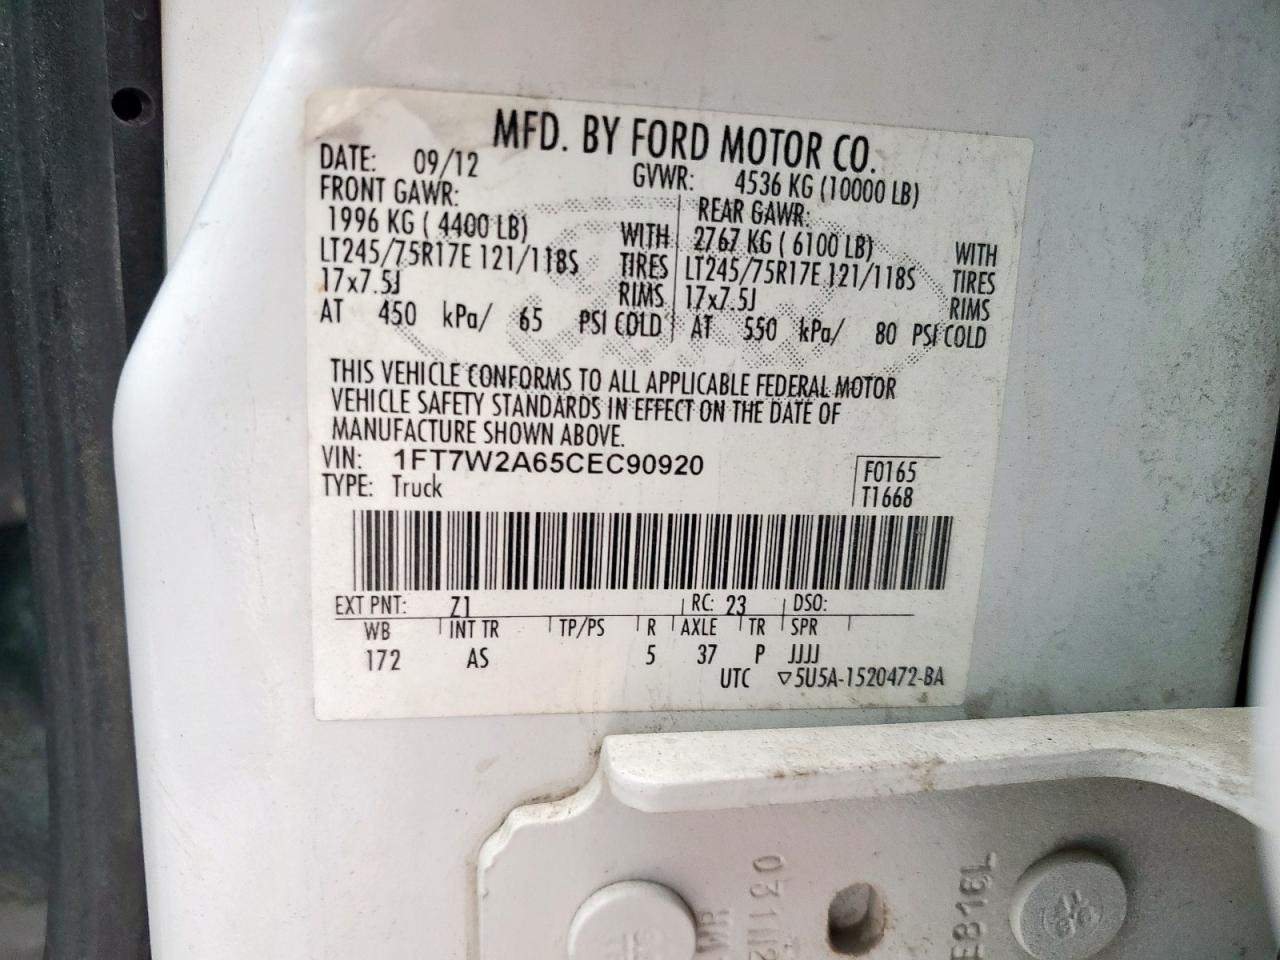 MFD. BY FORD MOTOR CO.
DATE: 09/12 GVWR: 4536 KG (10000 LB)
FRONT GAWR: REAR GAWR:
1996 KG ( 4400 LB) WITH 2767 KG ( 6100 LB) WITH
LT245/75R17E 121/118S TIRES LT245/75R17E 121/118S TIRES
17x7.5J RIMS 17x7.5J RIMS
AT 450 kPa/ 65 PSI COLD AT 550 kPa/ 80 PSI COLD
THIS VEHICLE CONFORMS TO ALL APPLICABLE FEDERAL MOTOR
VEHICLE SAFETY STANDARDS IN EFFECT ON THE DATE OF
MANUFACTURE SHOWN ABOVE.
VIN: 1FT7W2A65CEC90920 F0165
TYPE: Truck T1668
EXT PNT: Z1 RC: 23 DSO:
WB INT TR TP/PS R AXLE TR SPR
172 AS 5 37 P JJJJ
UTC ▽5U5A-1520472-BA